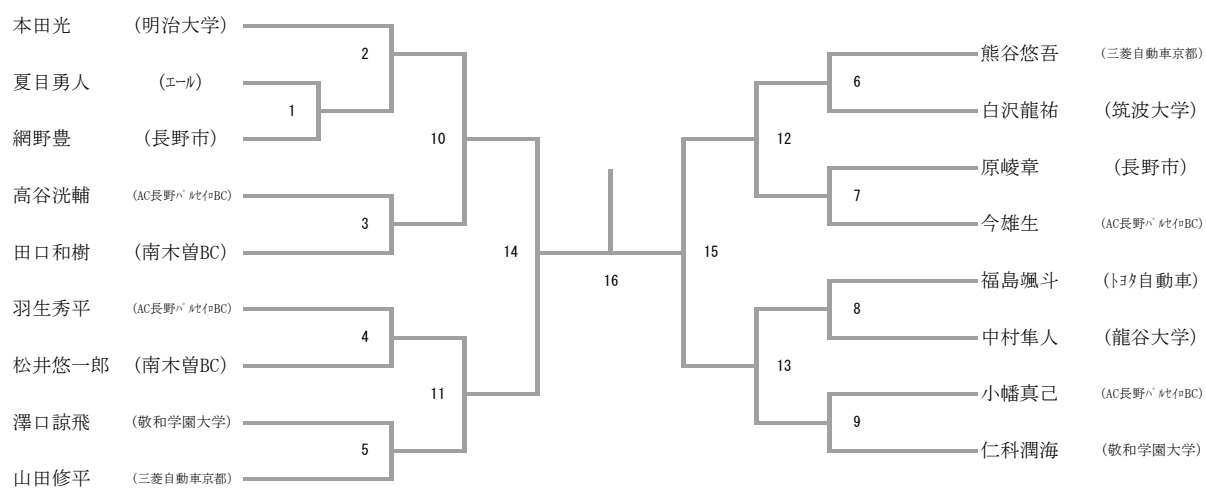 本田光 (明治大学)
2
夏目勇人 (ｴｰﾙ)
1
網野豊 (長野市)
10
高谷洸輔 (AC長野ﾊﾟﾙｾｲﾛBC)
3
田口和樹 (南木曽BC)
14
羽生秀平 (AC長野ﾊﾟﾙｾｲﾛBC)
4
松井悠一郎 (南木曽BC)
11
澤口諒飛 (敬和学園大学)
5
山田修平 (三菱自動車京都)
16
熊谷悠吾 (三菱自動車京都)
6
白沢龍祐 (筑波大学)
12
原崚章 (長野市)
7
今雄生 (AC長野ﾊﾟﾙｾｲﾛBC)
15
福島颯斗 (ﾄﾖﾀ自動車)
8
中村隼人 (龍谷大学)
13
小幡真己 (AC長野ﾊﾟﾙｾｲﾛBC)
9
仁科潤海 (敬和学園大学)